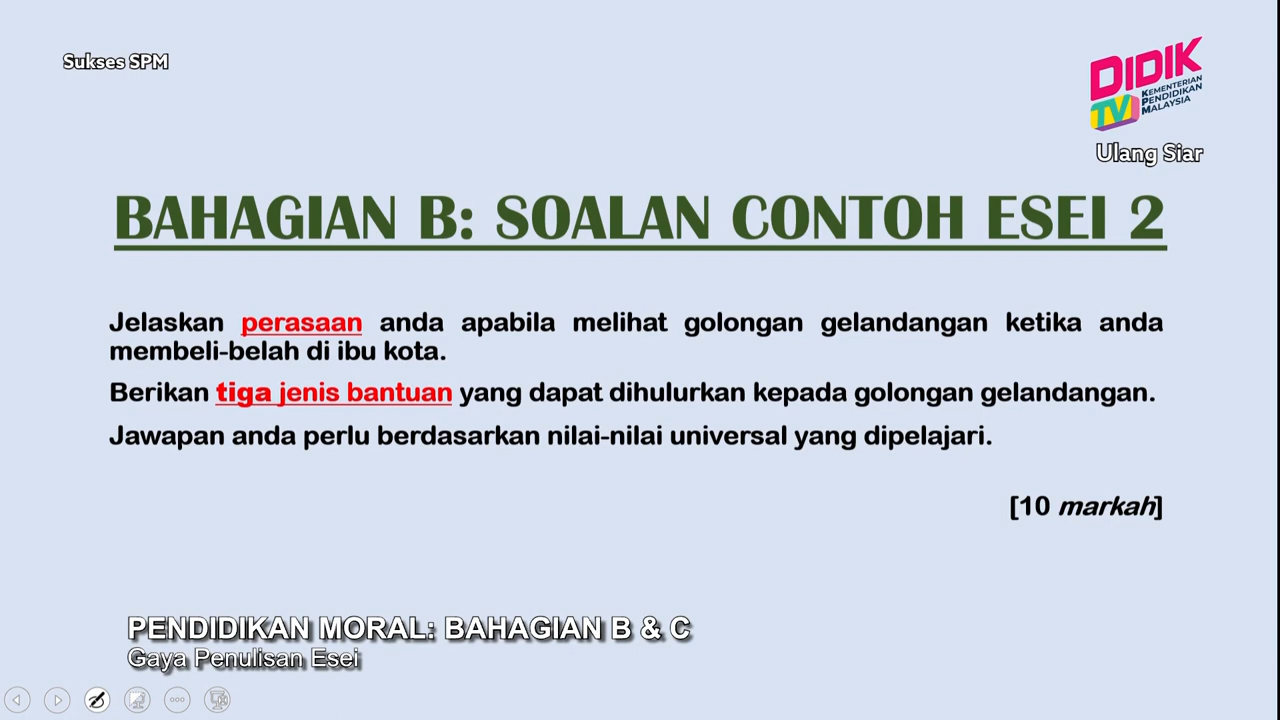 Sukses SPM
DIDIK
TV
KEMENTERIAN
PENDIDIKAN
MALAYSIA
Ulang Siar
BAHAGIAN B: SOALAN CONTOH ESEI 2
Jelaskan perasaan anda apabila melihat golongan gelandangan ketika anda
membeli-belah di ibu kota.
Berikan tiga jenis bantuan yang dapat dihulurkan kepada golongan gelandangan.
Jawapan anda perlu berdasarkan nilai-nilai universal yang dipelajari.
[10 markah]
PENDIDIKAN MORAL: BAHAGIAN B & C
Gaya Penulisan Esei